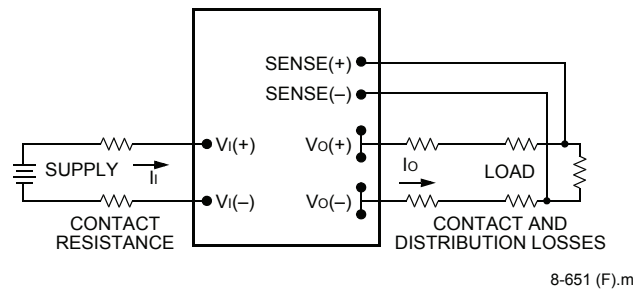 SENSE(+)
SENSE(–)
VI(+)
VO(+)
SUPPLY
II
IO
LOAD
VI(–)
VO(–)
CONTACT
RESISTANCE
CONTACT AND
DISTRIBUTION LOSSES
8-651 (F).m